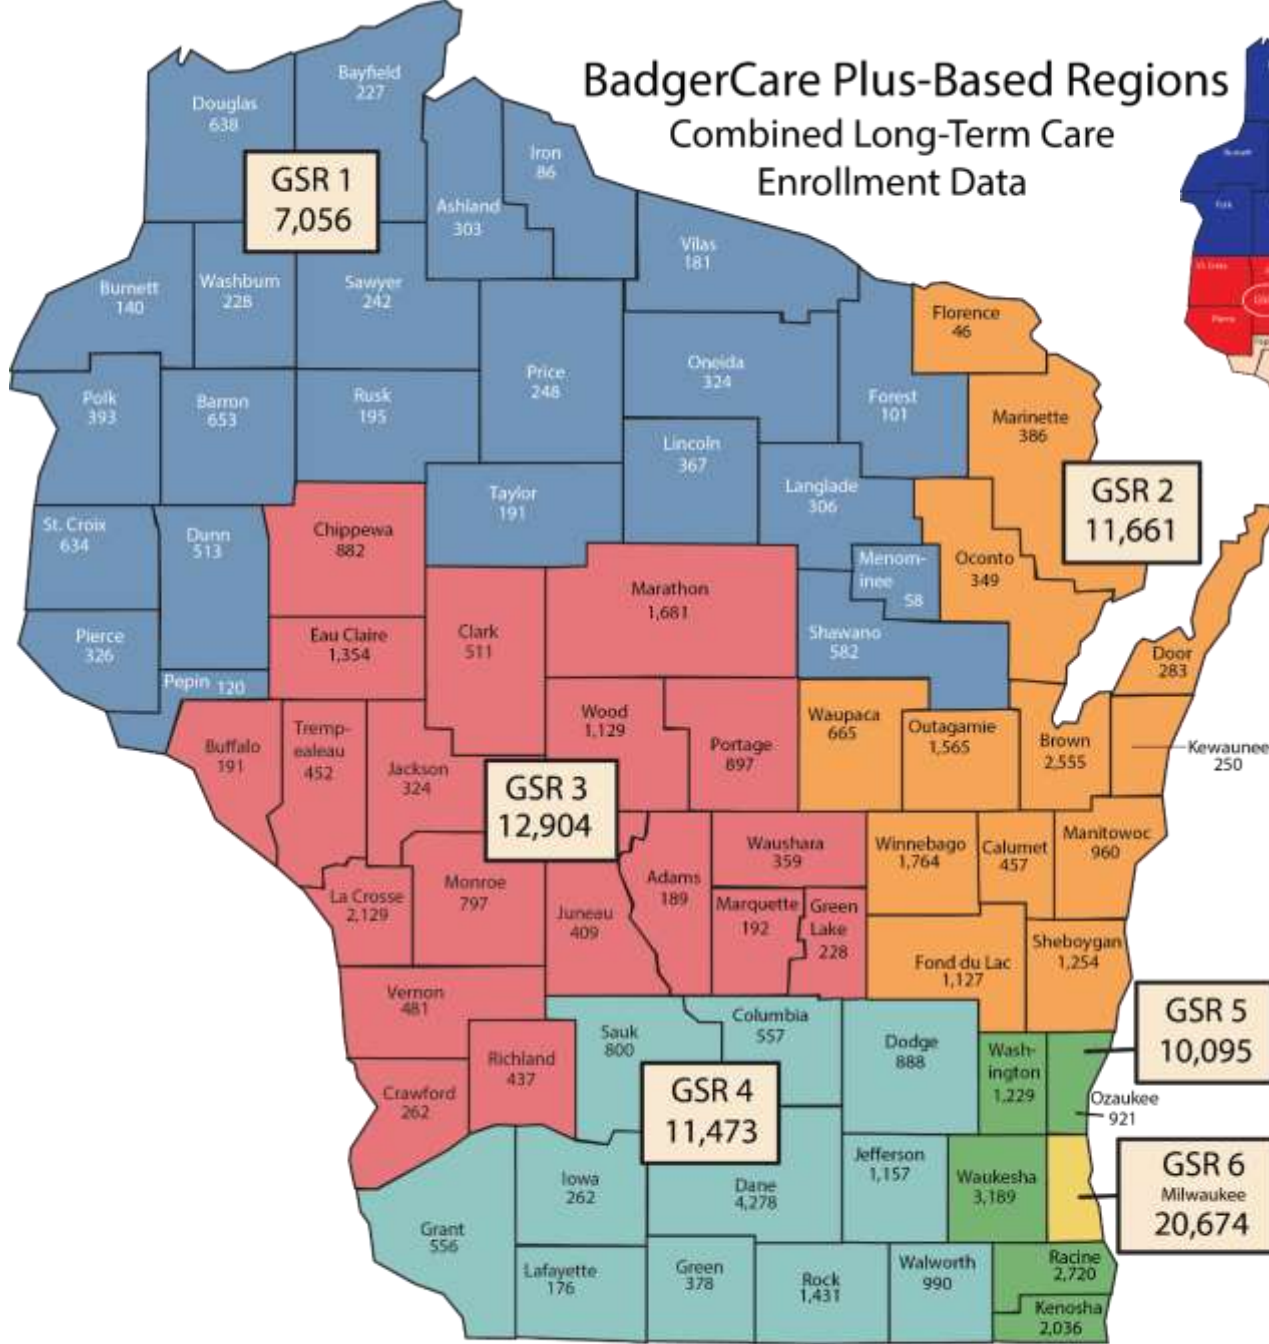 BadgerCare Plus-Based Regions
Combined Long-Term Care
Enrollment Data
Bayfield
227
Douglas
638
Iron
86
GSR 1
7,056
Ashland
303
Vilas
181
Burnett
140
Washburn
228
Sawyer
242
Florence
46
Polk
393
Barron
653
Rusk
195
Price
248
Oneida
324
Forest
101
Marinette
386
Lincoln
367
Langlade
306
GSR 2
11,661
Taylor
191
St. Croix
634
Dunn
513
Chippewa
882
Menom-
inee
58
Oconto
349
Marathon
1,681
Pierce
326
Eau Claire
1,354
Clark
511
Shawano
582
Door
283
Pepin 120
Buffalo
191
Tremp-
ealeau
452
Jackson
324
Wood
1,129
Portage
897
Waupaca
665
Outagamie
1,565
Brown
2,555
Kewaunee
250
GSR 3
12,904
Waushara
359
Winnebago
1,764
Calumet
457
Manitowoc
960
La Crosse
2,129
Monroe
797
Juneau
409
Adams
189
Marquette
192
Green
Lake
228
Fond du Lac
1,127
Sheboygan
1,254
Vernon
481
Richland
437
Crawford
262
Sauk
800
Columbia
557
Dodge
888
Wash-
ington
1,229
GSR 5
10,095
Ozaukee
921
GSR 4
11,473
Iowa
262
Dane
4,278
Jefferson
1,157
Waukesha
3,189
GSR 6
Milwaukee
20,674
Grant
556
Lafayette
176
Green
378
Rock
1,431
Walworth
990
Racine
2,720
Kenosha
2,036
Burnett
Polk
St. Croix
Pierce